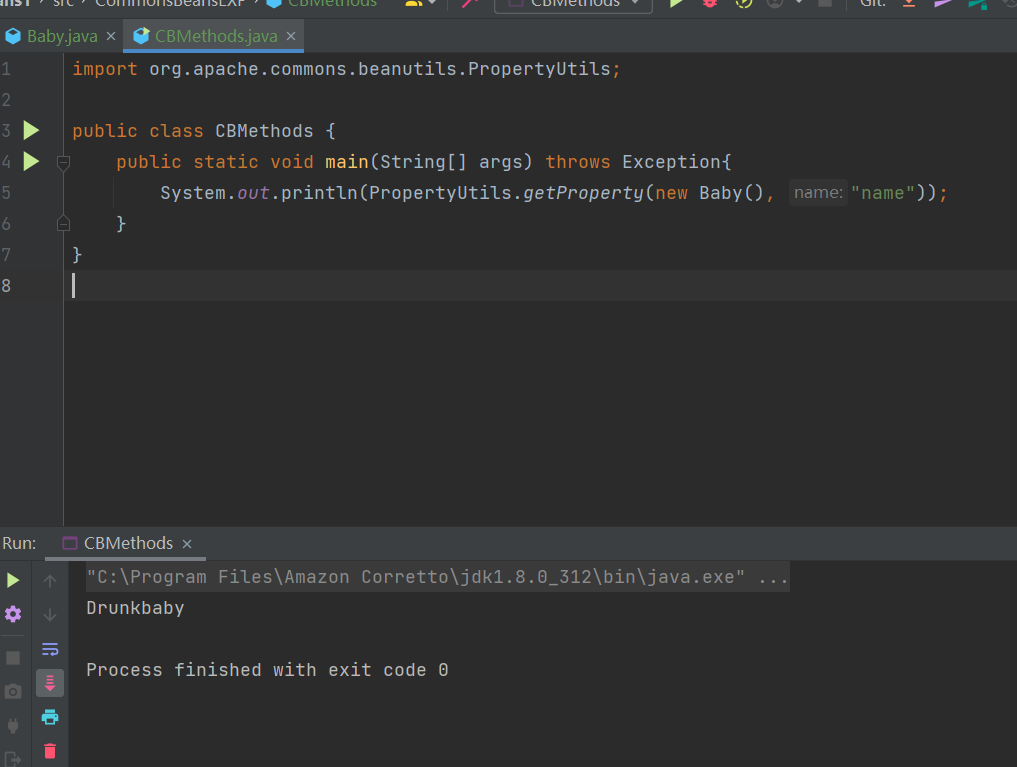 src CommonsBeansEXP CBMethods CBMethods Git:
Baby.java CBMethods.java
1 import org.apache.commons.beanutils.PropertyUtils;
2
3 public class CBMethods {
4 public static void main(String[] args) throws Exception{
5 System.out.println(PropertyUtils.getProperty(new Baby(), name: "name"));
6 }
7 }
8
Run: CBMethods
"C:\Program Files\Amazon Corretto\jdk1.8.0_312\bin\java.exe" ...
Drunkbaby
Process finished with exit code 0